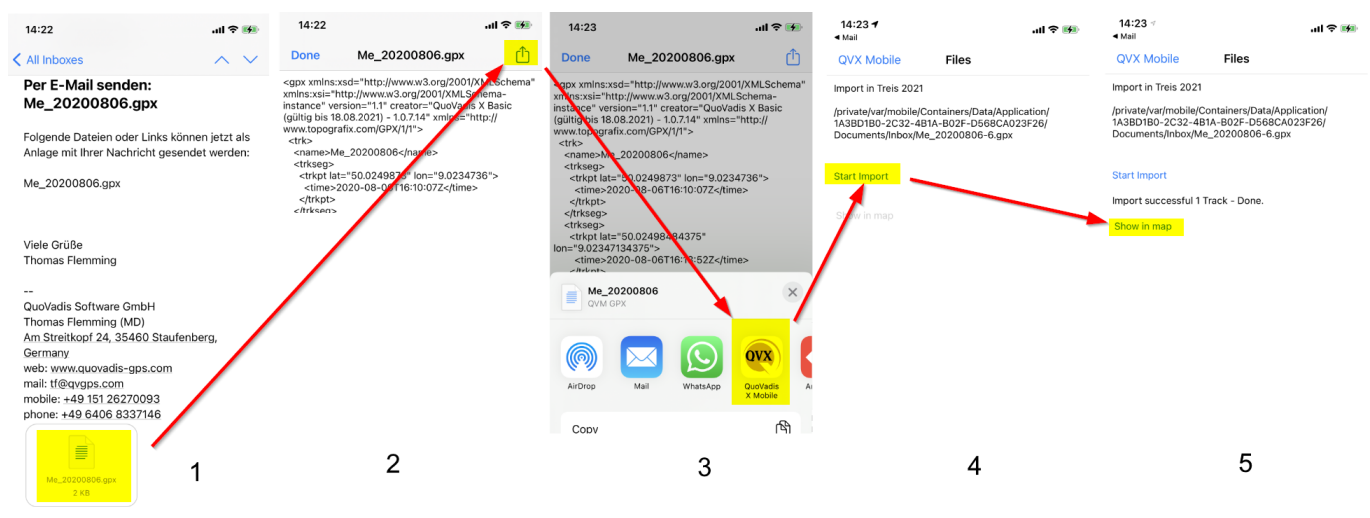 14:22
All Inboxes
Per E-Mail senden:
Me_20200806.gpx
Folgende Dateien oder Links können jetzt als
Anlage mit Ihrer Nachricht gesendet werden:
Me_20200806.gpx
Viele Grüße
Thomas Flemming
--
QuoVadis Software GmbH
Thomas Flemming (MD)
Am Streitkopf 24, 35460 Staufenberg,
Germany
web: www.quovadis-gps.com
mail: tf@qvgps.com
mobile: +49 151 26270093
phone: +49 6406 8337146
Me_20200806.gpx
2 KB
1
14:22
Done Me_20200806.gpx
<gpx xmlns:xsd="http://www.w3.org/2001/XMLSchema"
xmlns:xsi="http://www.w3.org/2001/XMLSchema-
instance" version="1.1" creator="QuoVadis X Basic
(gültig bis 18.08.2021) - 1.0.7.14" xmlns="http://
www.topografix.com/GPX/1/1">
<trk>
<name>Me_20200806</name>
<trkseg>
<trkpt lat="50.0249873" lon="9.0234736">
<time>2020-08-06T16:10:07Z</time>
</trkpt>
</trkseg>
2
14:23
Done Me_20200806.gpx
<gpx xmlns:xsd="http://www.w3.org/2001/XMLSchema"
xmlns:xsi="http://www.w3.org/2001/XMLSchema-
instance" version="1.1" creator="QuoVadis X Basic
(gültig bis 18.08.2021) - 1.0.7.14" xmlns="http://
www.topografix.com/GPX/1/1">
<trk>
<name>Me_20200806</name>
<trkseg>
<trkpt lat="50.0249873" lon="9.0234736">
<time>2020-08-06T16:10:07Z</time>
</trkpt>
</trkseg>
<trkseg>
<trkpt lat="50.02498484375"
lon="9.02347134375">
</trkpt>
Me_20200806
QVM GPX
QVX
AirDrop Mail WhatsApp QuoVadis
X Mobile
Copy
3
14:23
Mail
QVX Mobile Files
Import in Treis 2021
/private/var/mobile/Containers/Data/Application/
1A3BD1B0-2C32-4B1A-B02F-D568CA023F26/
Documents/Inbox/Me_20200806-6.gpx
Start Import
Show in map
4
14:23
Mail
QVX Mobile Files
Import in Treis 2021
/private/var/mobile/Containers/Data/Application/
1A3BD1B0-2C32-4B1A-B02F-D568CA023F26/
Documents/Inbox/Me_20200806-6.gpx
Start Import
Import successful 1 Track - Done.
Show in map
5